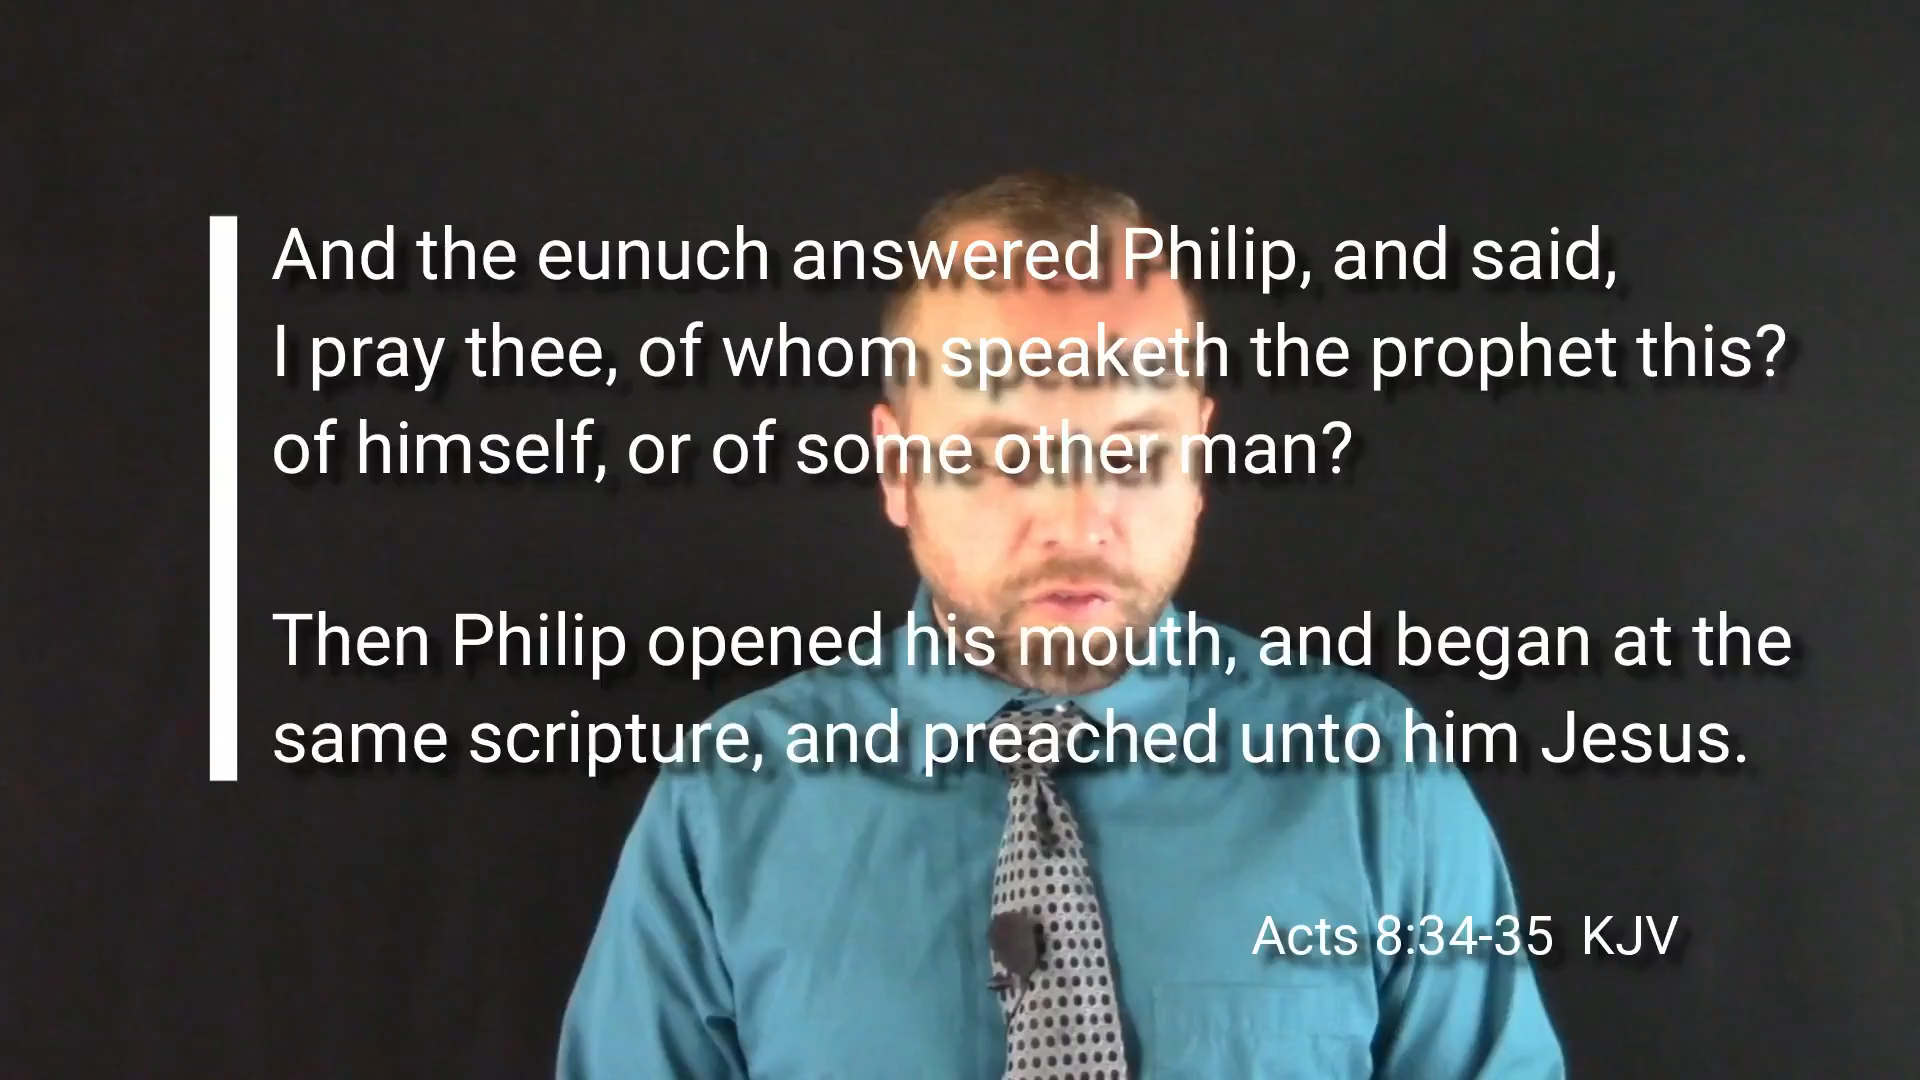 And the eunuch answered Philip, and said,
I pray thee, of whom speaketh the prophet this?
of himself, or of some other man?
Then Philip opened his mouth, and began at the
same scripture, and preached unto him Jesus.
Acts 8:34-35 KJV